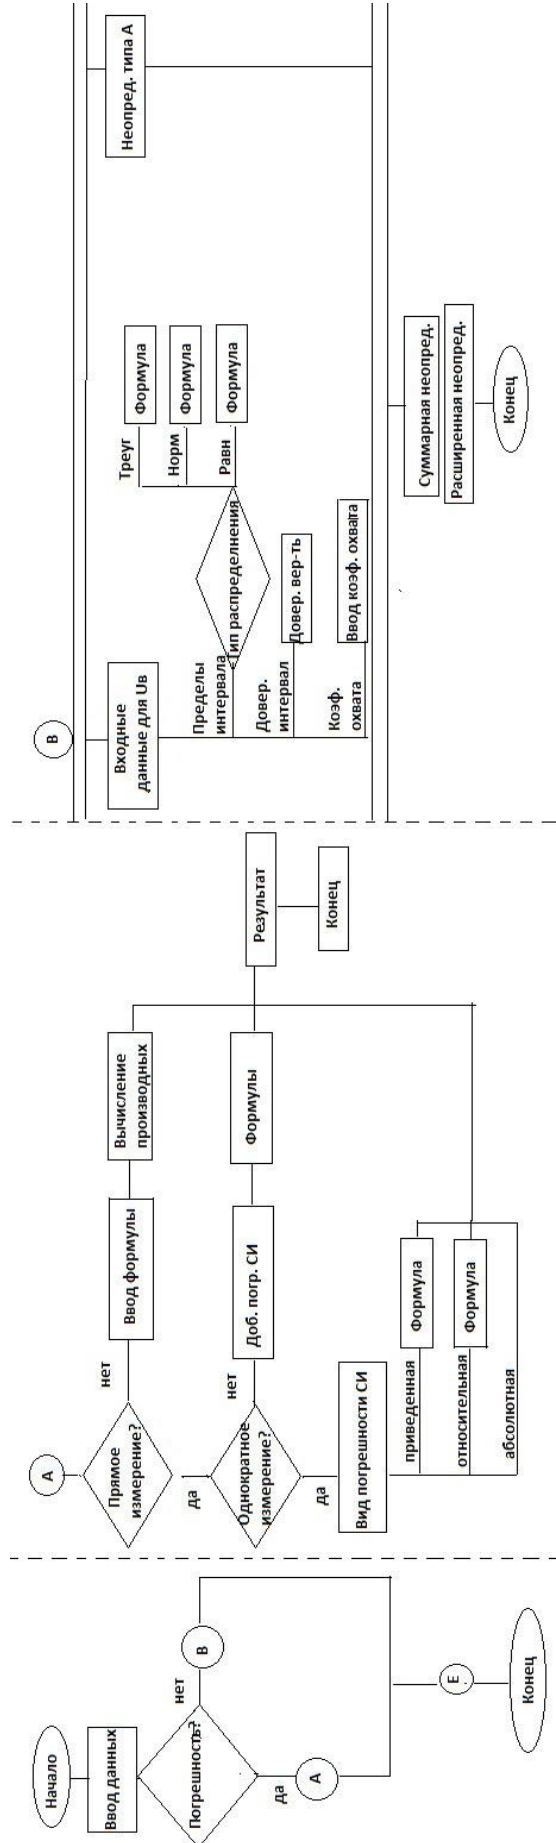 Начало
Ввод данных
Погрешность?
нет
В
да
А
Е
Конец
А
Прямое
измерение?
нет
Ввод формулы
Вычисление
производных
да
Однократное
измерение?
нет
Доб. погр. СИ
Формулы
Результат
Конец
да
Вид погрешности СИ
приведенная
Формула
относительная
Формула
абсолютная
В
Входные
данные для Uв
Неопред. типа А
Пределы
интервала
Тип распределнения
Треуг
Формула
Норм
Формула
Равн
Формула
Довер.
интервал
Довер. вер-ть
Коэф.
охвата
Ввод коэф. охвата
Суммарная неопред.
Расширенная неопред.
Конец